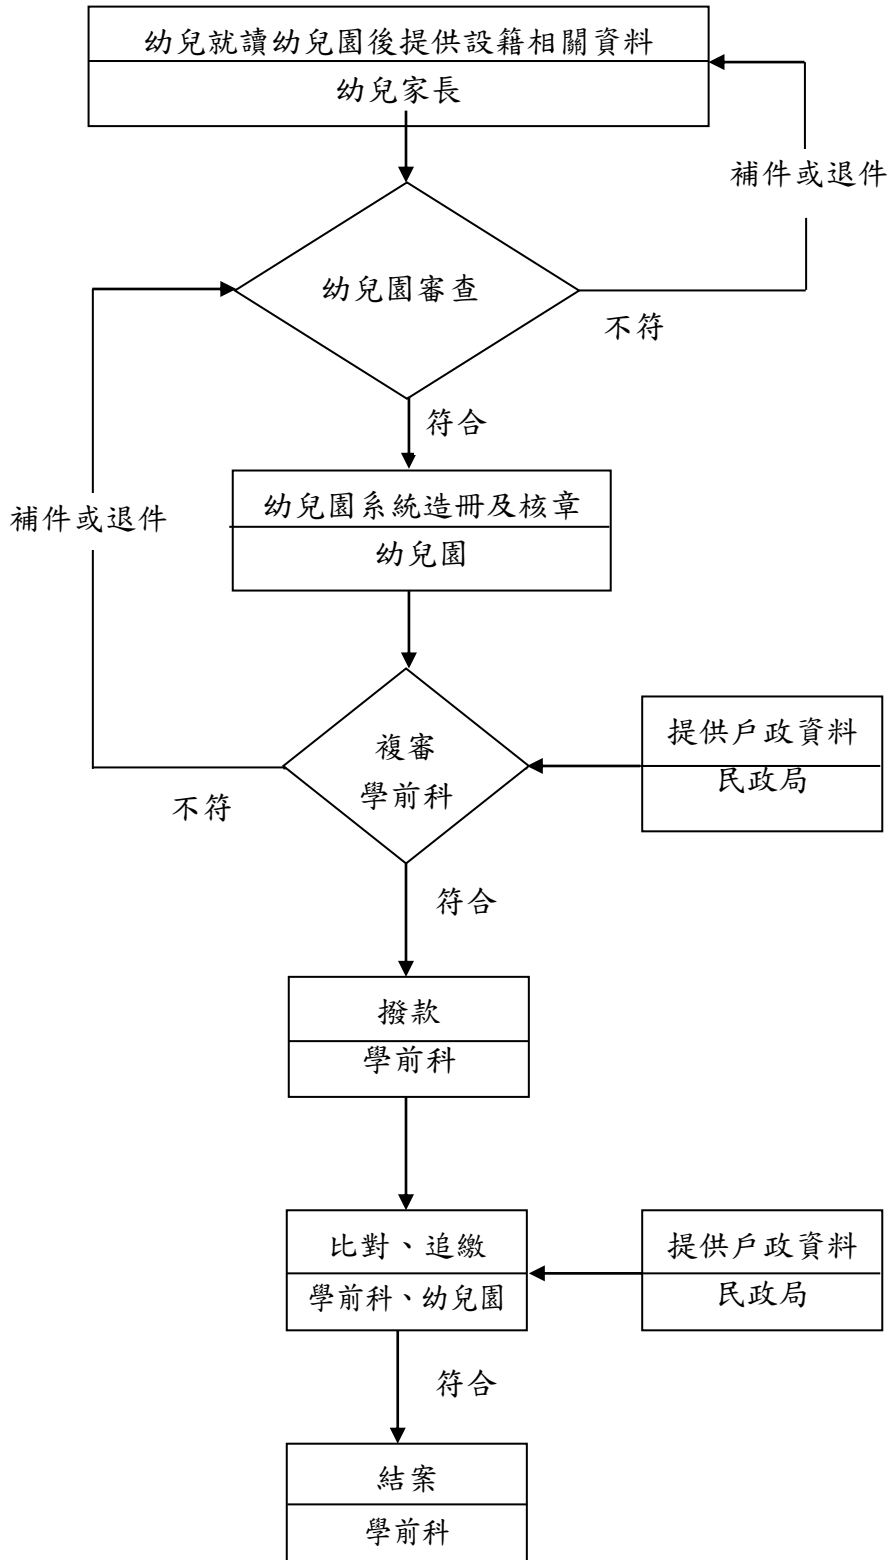 幼兒就讀幼兒園後提供設籍相關資料
幼兒家長
補件或退件
幼兒園審查
不符
符合
幼兒園系統造冊及核章
幼兒園
補件或退件
複審
學前科
提供戶政資料
民政局
不符
符合
撥款
學前科
比對、追繳
學前科、幼兒園
提供戶政資料
民政局
符合
結案
學前科